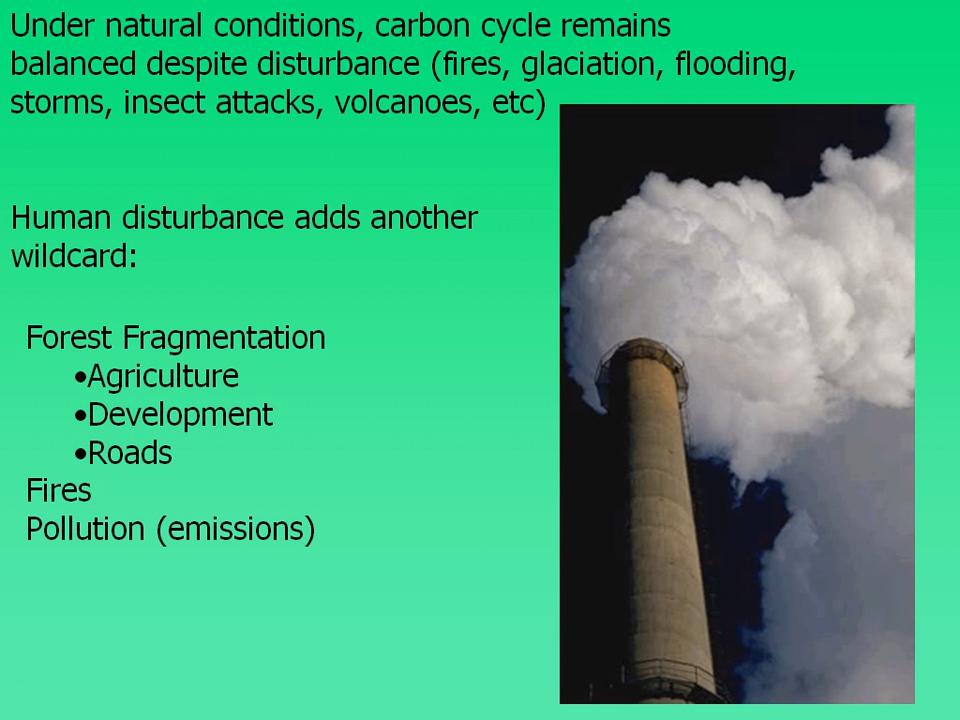 Under natural conditions, carbon cycle remains
balanced despite disturbance (fires, glaciation, flooding,
storms, insect attacks, volcanoes, etc)
Human disturbance adds another
wildcard:
Forest Fragmentation
•Agriculture
•Development
•Roads
Fires
Pollution (emissions)